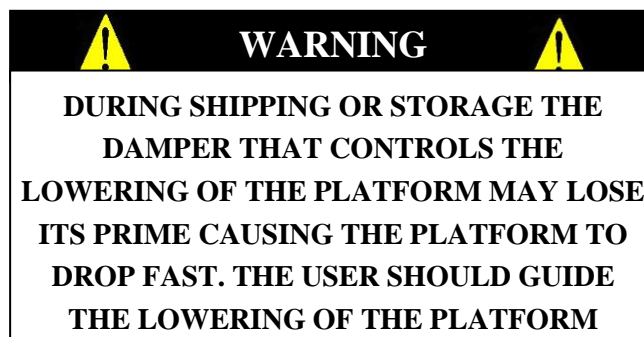 WARNING
DURING SHIPPING OR STORAGE THE
DAMPER THAT CONTROLS THE
LOWERING OF THE PLATFORM MAY LOSE
ITS PRIME CAUSING THE PLATFORM TO
DROP FAST. THE USER SHOULD GUIDE
THE LOWERING OF THE PLATFORM